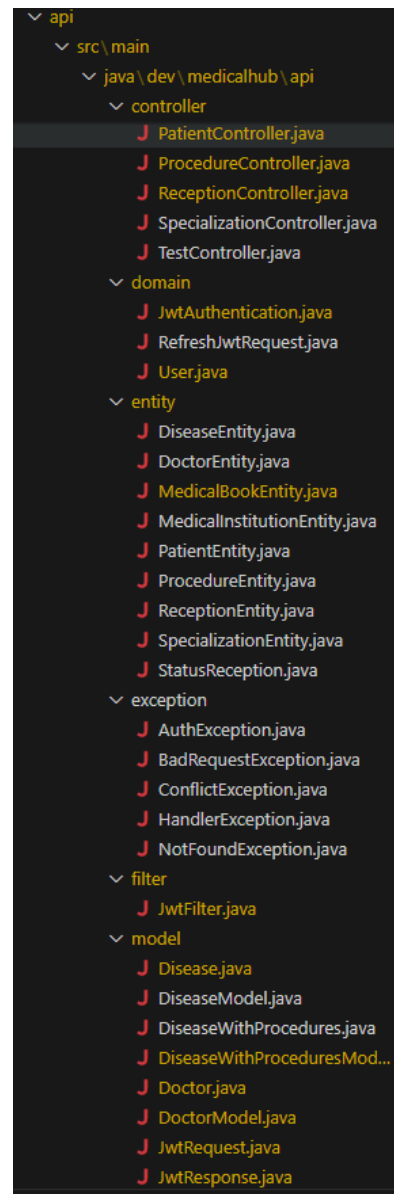 api
src\main
java\dev\medicalhub\api
controller
J PatientController.java
J ProcedureController.java
J ReceptionController.java
J SpecializationController.java
J TestController.java
domain
J JwtAuthentication.java
J RefreshJwtRequest.java
J User.java
entity
J DiseaseEntity.java
J DoctorEntity.java
J MedicalBookEntity.java
J MedicalInstitutionEntity.java
J PatientEntity.java
J ProcedureEntity.java
J ReceptionEntity.java
J SpecializationEntity.java
J StatusReception.java
exception
J AuthException.java
J BadRequestException.java
J ConflictException.java
J HandlerException.java
J NotFoundException.java
filter
J JwtFilter.java
model
J Disease.java
J DiseaseModel.java
J DiseaseWithProcedures.java
J DiseaseWithProceduresMod...
J Doctor.java
J DoctorModel.java
J JwtRequest.java
J JwtResponse.java